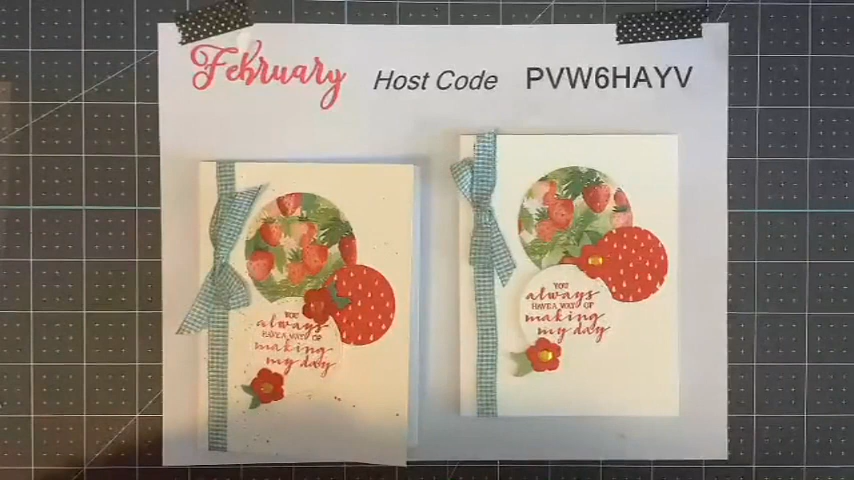 February Host Code PVW6HAYV
YOU
always
HAVE A WAY OF
making
my day
YOU
always
HAVE A WAY OF
making
my day